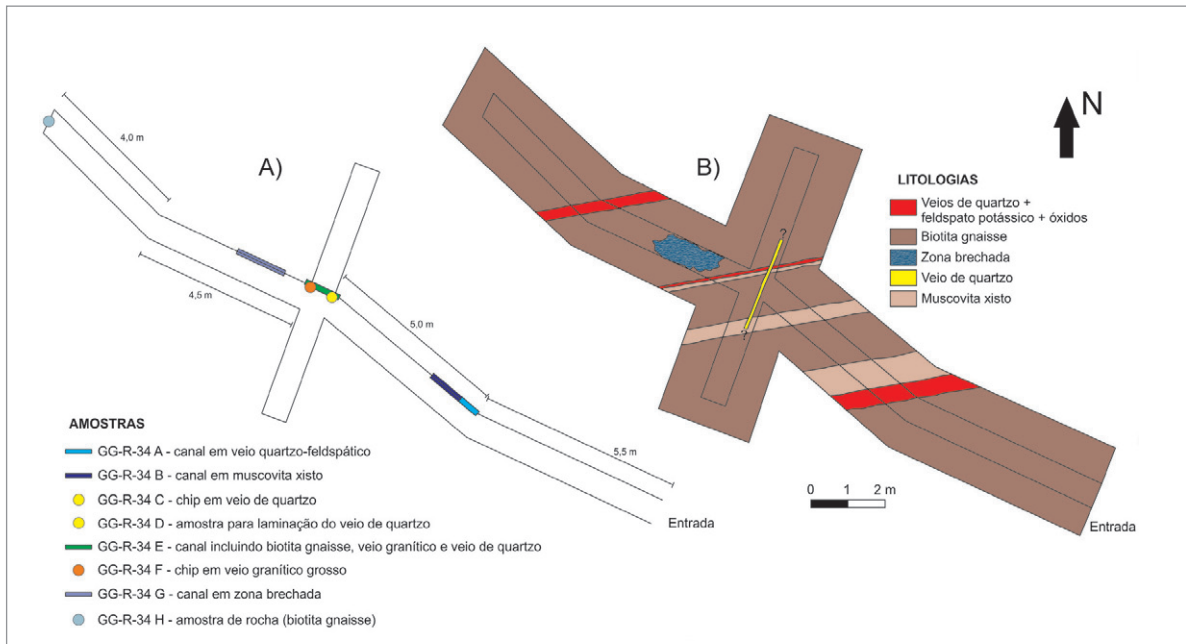 A)
4,0 m
4,5 m
5,0 m
5,5 m
Entrada
AMOSTRAS
GG-R-34 A - canal em veio quartzo-feldspático
GG-R-34 B - canal em muscovita xisto
GG-R-34 C - chip em veio de quartzo
GG-R-34 D - amostra para laminação do veio de quartzo
GG-R-34 E - canal incluindo biotita gnaisse, veio granítico e veio de quartzo
GG-R-34 F - chip em veio granítico grosso
GG-R-34 G - canal em zona brechada
GG-R-34 H - amostra de rocha (biotita gnaisse)
B)
?
?
N
LITOLOGIAS
Veios de quartzo +
feldspato potássico + óxidos
Biotita gnaisse
Zona brechada
Veio de quartzo
Muscovita xisto
0 1 2 m
Entrada